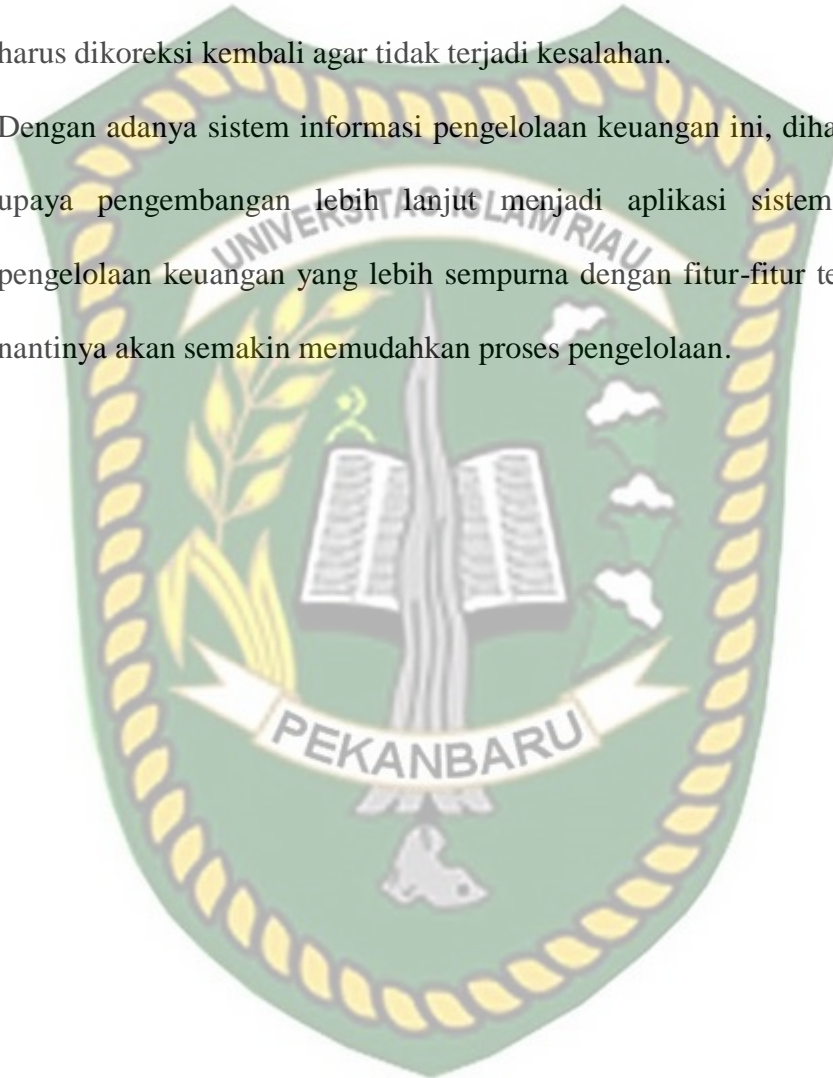 harus dikoreksi kembali agar tidak terjadi kesalahan.
Dengan adanya sistem informasi pengelolaan keuangan ini,
upaya pengembangan lebih lanjut menjadi aplikasi sistem
UNIVERSITAS ISLAM RIAU
pengelolaan keuangan yang lebih sempurna dengan fitur-fitur
nantinya akan semakin memudahkan proses pengelolaan.
PEKANBARU